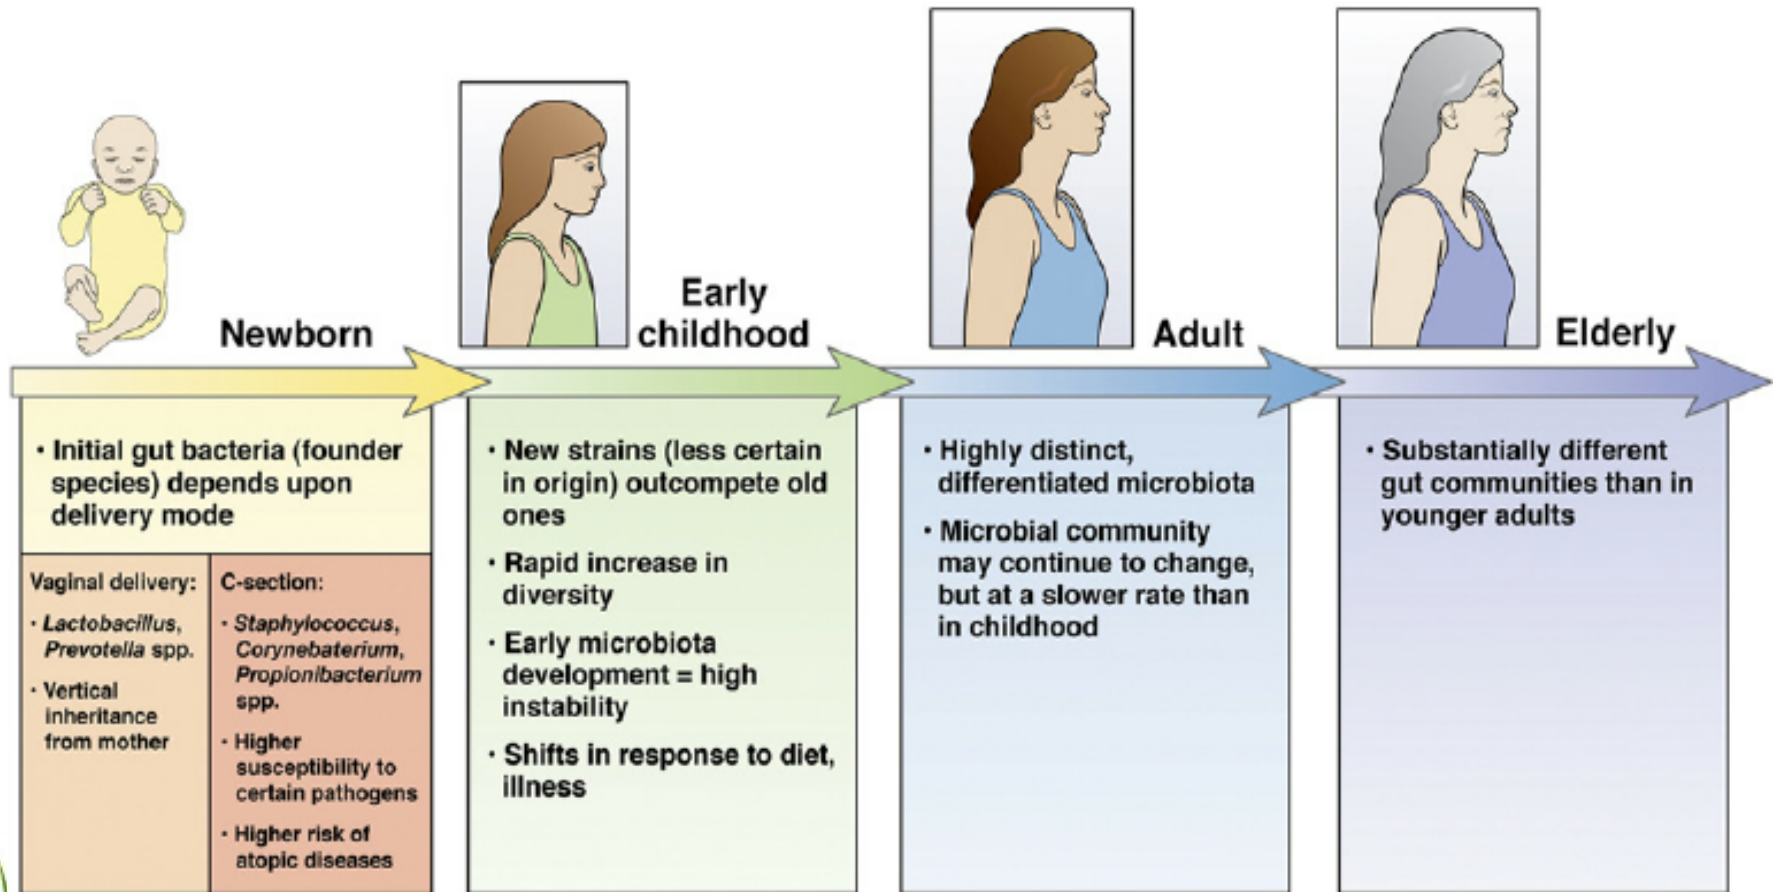 Newborn
Early
childhood
Adult
Elderly
· Initial gut bacteria (founder
species) depends upon
delivery mode
Vaginal delivery:
· Lactobacillus,
Prevotella spp.
· Vertical
inheritance
from mother
C-section:
· Staphylococcus,
Corynebaterium,
Propionibacterium
spp.
· Higher
susceptibility to
certain pathogens
· Higher risk of
atopic diseases
· New strains (less certain
in origin) outcompete old
ones
· Rapid increase in
diversity
· Early microbiota
development = high
instability
· Shifts in response to diet,
illness
· Highly distinct,
differentiated microbiota
· Microbial community
may continue to change,
but at a slower rate than
in childhood
· Substantially different
gut communities than in
younger adults